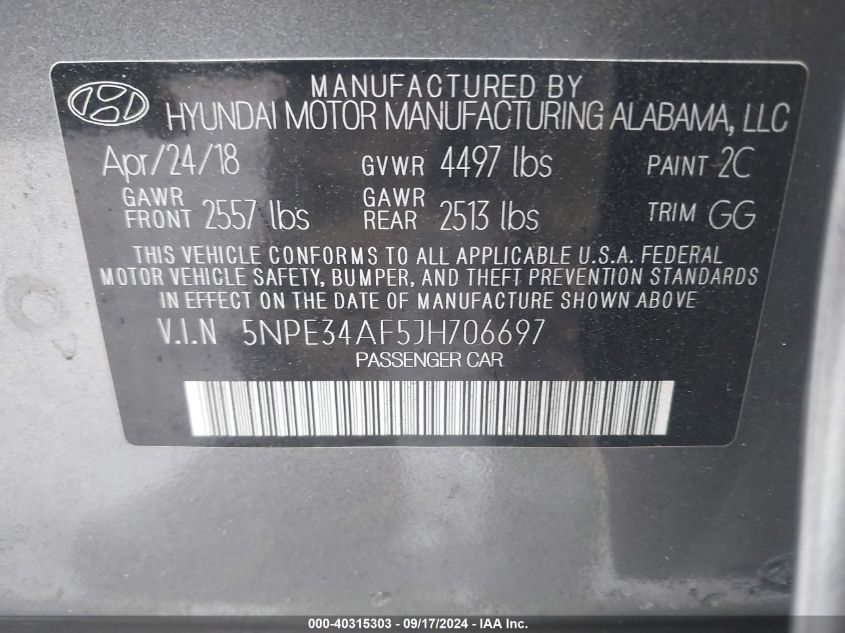 MANUFACTURED BY
HYUNDAI MOTOR MANUFACTURING ALABAMA, LLC
Apr/24/18 GVWR 4497 lbs PAINT 2C
GAWR FRONT 2557 lbs GAWR REAR 2513 lbs TRIM GG
THIS VEHICLE CONFORMS TO ALL APPLICABLE U.S.A. FEDERAL
MOTOR VEHICLE SAFETY, BUMPER, AND THEFT PREVENTION STANDARDS
IN EFFECT ON THE DATE OF MANUFACTURE SHOWN ABOVE
V.I.N 5NPE34AF5JH706697
PASSENGER CAR
000-40315303 - 09/17/2024 - © IAA Holdings, LLC.